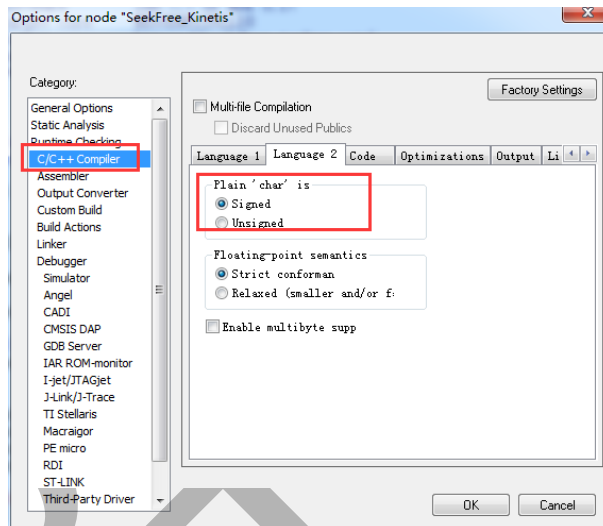 Options for node "SeekFree_Kinetis"
Category:
Factory Settings
General Options
Static Analysis
Runtime Checking
C/C++ Compiler
Assembler
Output Converter
Custom Build
Build Actions
Linker
Debugger
Simulator
Angel
CADI
CMSIS DAP
GDB Server
IAR ROM-monitor
I-jet/JTAGjet
J-Link/J-Trace
TI Stellaris
Macraigor
PE micro
RDI
ST-LINK
Third-Party Driver
Multi-file Compilation
Discard Unused Publics
Language 1 Language 2 Code Optimizations Output Li
Plain 'char' is
Signed
Unsigned
Floating-point semantics
Strict conforman
Relaxed (smaller and/or f:
Enable multibyte supp
OK Cancel